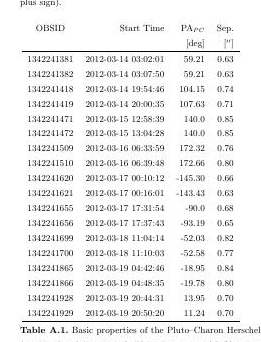 plus sign).
OBSID Start Time PA_PC Sep.
[deg] ["]
1342241381 2012-03-14 03:02:01 59.21 0.63
1342241382 2012-03-14 03:07:50 59.21 0.63
1342241418 2012-03-14 19:54:46 104.15 0.74
1342241419 2012-03-14 20:00:35 107.63 0.71
1342241471 2012-03-15 12:58:39 140.0 0.85
1342241472 2012-03-15 13:04:28 140.0 0.85
1342241509 2012-03-16 06:33:59 172.32 0.76
1342241510 2012-03-16 06:39:48 172.66 0.80
1342241620 2012-03-17 00:10:12 -145.30 0.66
1342241621 2012-03-17 00:16:01 -143.43 0.63
1342241655 2012-03-17 17:31:54 -90.0 0.68
1342241656 2012-03-17 17:37:43 -93.19 0.65
1342241699 2012-03-18 11:04:14 -52.03 0.82
1342241700 2012-03-18 11:10:03 -52.58 0.77
1342241865 2012-03-19 04:42:46 -18.95 0.84
1342241866 2012-03-19 04:48:35 -19.78 0.80
1342241928 2012-03-19 20:44:31 13.95 0.70
1342241929 2012-03-19 20:50:20 11.24 0.70
Table A.1. Basic properties of the Pluto–Charon Herschel